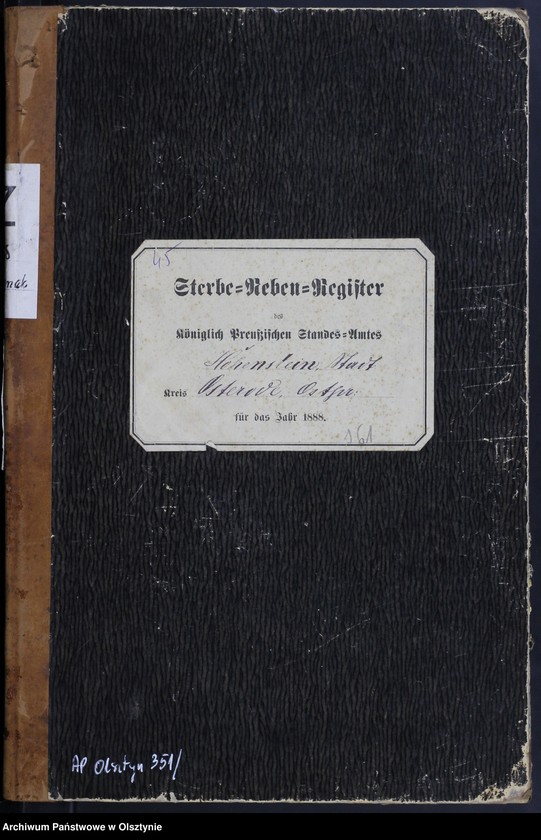 45
Sterbe=Neben=Register
des
Königlich Preußischen Standes=Amtes
Hohenstein, Stadt
Kreis Osterode, Ostpr.
für das Jahr 1888.
161
AP Olsztyn 351/
Archiwum Państwowe w Olsztynie